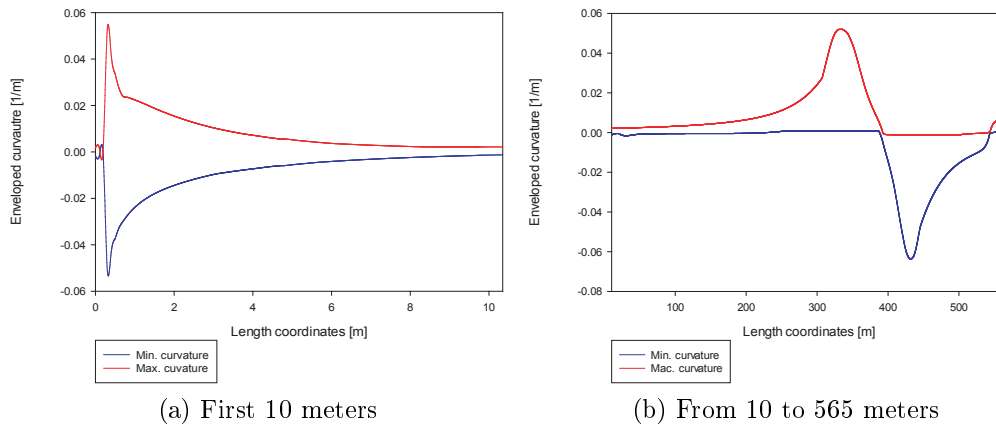 0.06
0.04
0.02
0.00
-0.02
-0.04
-0.06
Enveloped curvautre [1/m]
0
2
4
6
8
10
Length coordinates [m]
Min. curvature
Max. cuvature
(a) First 10 meters
0.06
0.04
0.02
0.00
-0.02
-0.04
-0.06
-0.08
Enveloped curvature [1/m]
100
200
300
400
500
Length coordinates [m]
Min. curvature
Mac. curvature
(b) From 10 to 565 meters